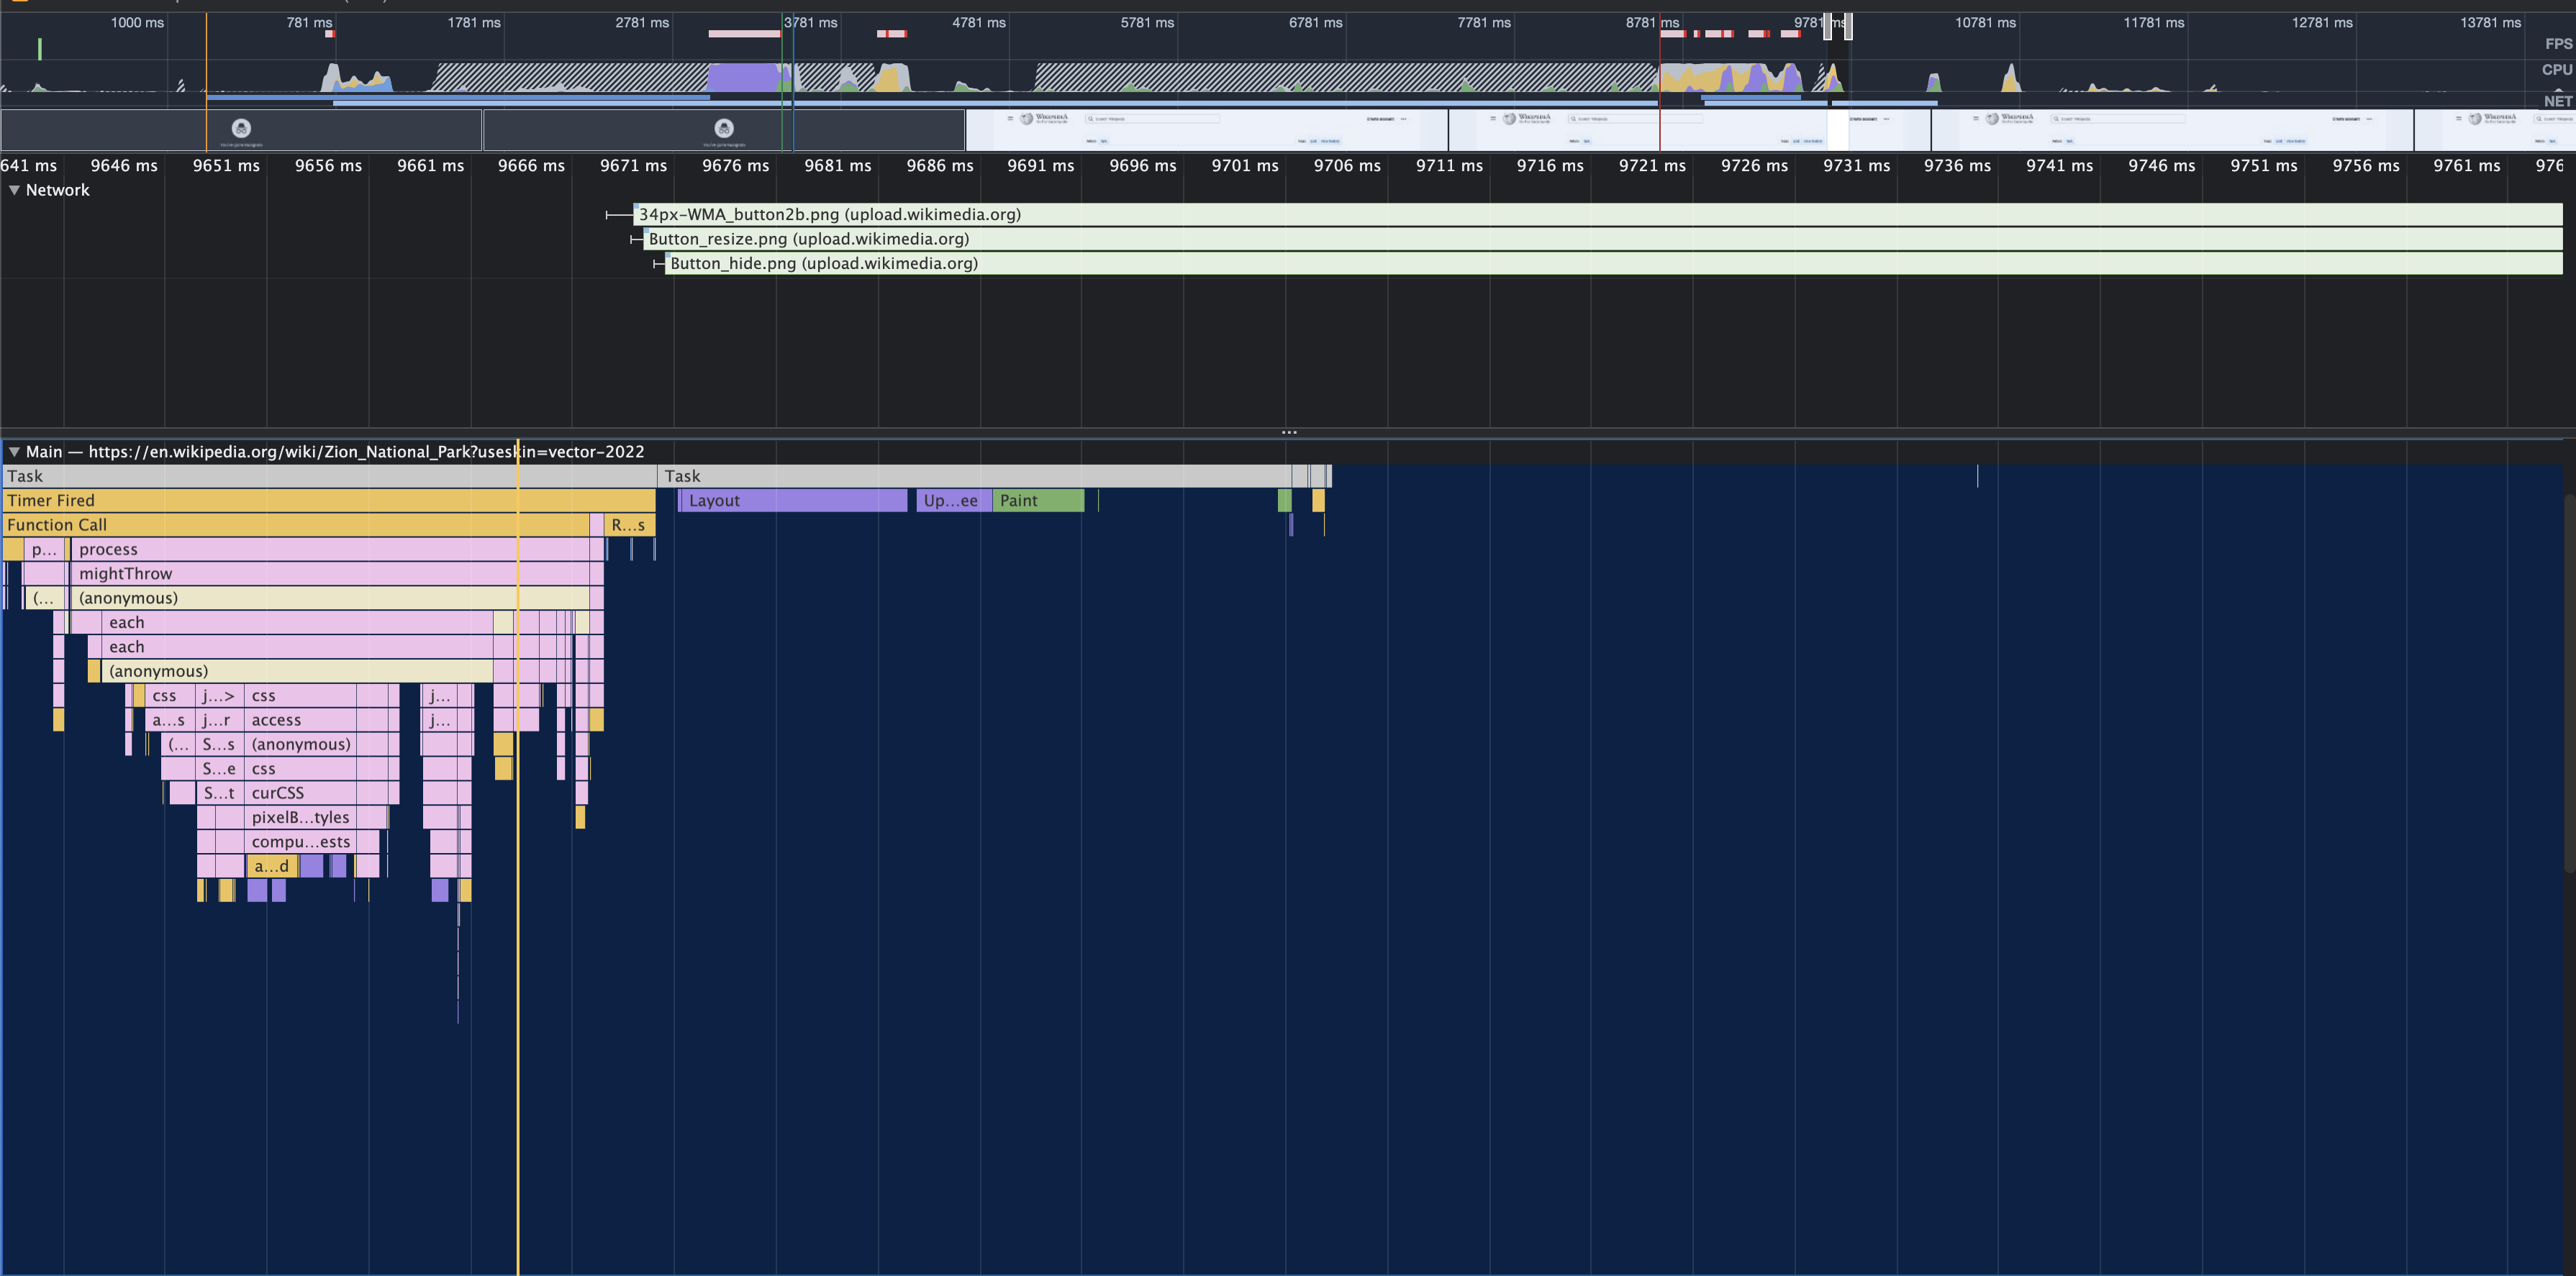 1000 ms 781 ms 1781 ms 2781 ms 3781 ms 4781 ms 5781 ms 6781 ms 7781 ms 8781 ms 9781 ms 10781 ms 11781 ms 12781 ms 13781 ms
FPS
CPU
NET
WIKIPEDIA WIKIPEDIA WIKIPEDIA WIKIPEDIA
641 ms 9646 ms 9651 ms 9656 ms 9661 ms 9666 ms 9671 ms 9676 ms 9681 ms 9686 ms 9691 ms 9696 ms 9701 ms 9706 ms 9711 ms 9716 ms 9721 ms 9726 ms 9731 ms 9736 ms 9741 ms 9746 ms 9751 ms 9756 ms 9761 ms 976
Network
34px-WMA_button2b.png (upload.wikimedia.org)
Button_resize.png (upload.wikimedia.org)
Button_hide.png (upload.wikimedia.org)
Main — https://en.wikipedia.org/wiki/Zion_National_Park?useskin=vector-2022
Task Task
Timer Fired Layout Up...ee Paint
Function Call R...s
p... process
mightThrow
(... (anonymous)
each
each
(anonymous)
css j...> css j...
a...s j...r access j...
(... S...s (anonymous)
S...e css
S...t curCSS
pixelB...tyles
compu...ests
a...d